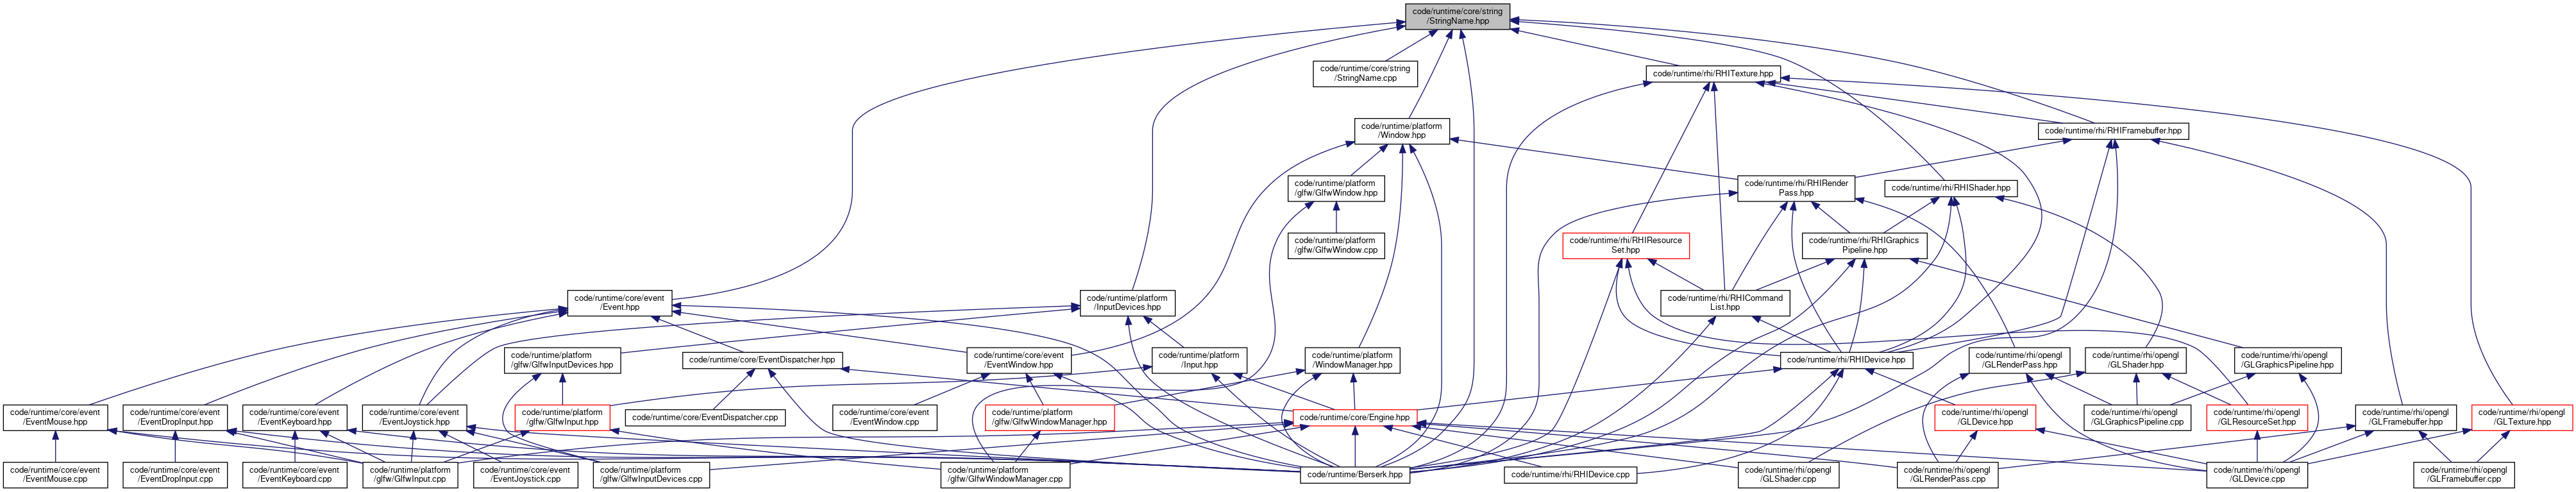 code/runtime/core/string
/StringName.hpp
code/runtime/core/string
/StringName.cpp
code/runtime/rhi/RHITexture.hpp
code/runtime/platform
/Window.hpp
code/runtime/rhi/RHIFramebuffer.hpp
code/runtime/platform
/glfw/GlfwWindow.hpp
code/runtime/rhi/RHIRender
Pass.hpp
code/runtime/rhi/RHIShader.hpp
code/runtime/platform
/glfw/GlfwWindow.cpp
code/runtime/rhi/RHIResource
Set.hpp
code/runtime/rhi/RHIGraphics
Pipeline.hpp
code/runtime/core/event
/Event.hpp
code/runtime/platform
/InputDevices.hpp
code/runtime/rhi/RHICommand
List.hpp
code/runtime/platform
/glfw/GlfwInputDevices.hpp
code/runtime/core/EventDispatcher.hpp
code/runtime/core/event
/EventWindow.hpp
code/runtime/platform
/Input.hpp
code/runtime/platform
/WindowManager.hpp
code/runtime/rhi/RHIDevice.hpp
code/runtime/rhi/opengl
/GLRenderPass.hpp
code/runtime/rhi/opengl
/GLShader.hpp
code/runtime/rhi/opengl
/GLGraphicsPipeline.hpp
code/runtime/core/event
/EventMouse.hpp
code/runtime/core/event
/EventDropInput.hpp
code/runtime/core/event
/EventKeyboard.hpp
code/runtime/core/event
/EventJoystick.hpp
code/runtime/platform
/glfw/GlfwInput.hpp
code/runtime/core/EventDispatcher.cpp
code/runtime/core/event
/EventWindow.cpp
code/runtime/platform
/glfw/GlfwWindowManager.hpp
code/runtime/core/Engine.hpp
code/runtime/rhi/opengl
/GLDevice.hpp
code/runtime/rhi/opengl
/GLGraphicsPipeline.cpp
code/runtime/rhi/opengl
/GLResourceSet.hpp
code/runtime/rhi/opengl
/GLFramebuffer.hpp
code/runtime/rhi/opengl
/GLTexture.hpp
code/runtime/core/event
/EventMouse.cpp
code/runtime/core/event
/EventDropInput.cpp
code/runtime/core/event
/EventKeyboard.cpp
code/runtime/platform
/glfw/GlfwInput.cpp
code/runtime/core/event
/EventJoystick.cpp
code/runtime/platform
/glfw/GlfwInputDevices.cpp
code/runtime/platform
/glfw/GlfwWindowManager.cpp
code/runtime/Berserk.hpp
code/runtime/rhi/RHIDevice.cpp
code/runtime/rhi/opengl
/GLShader.cpp
code/runtime/rhi/opengl
/GLRenderPass.cpp
code/runtime/rhi/opengl
/GLDevice.cpp
code/runtime/rhi/opengl
/GLFramebuffer.cpp